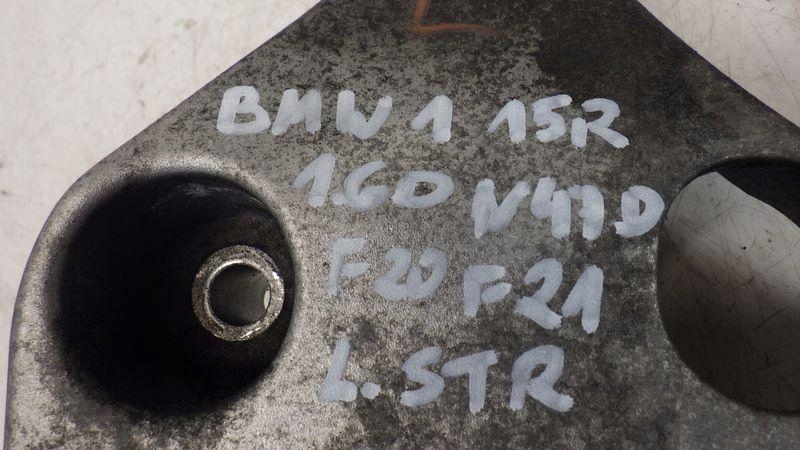 L
BMW 1 15R
1.6D N47D
F20 F21
L.STR